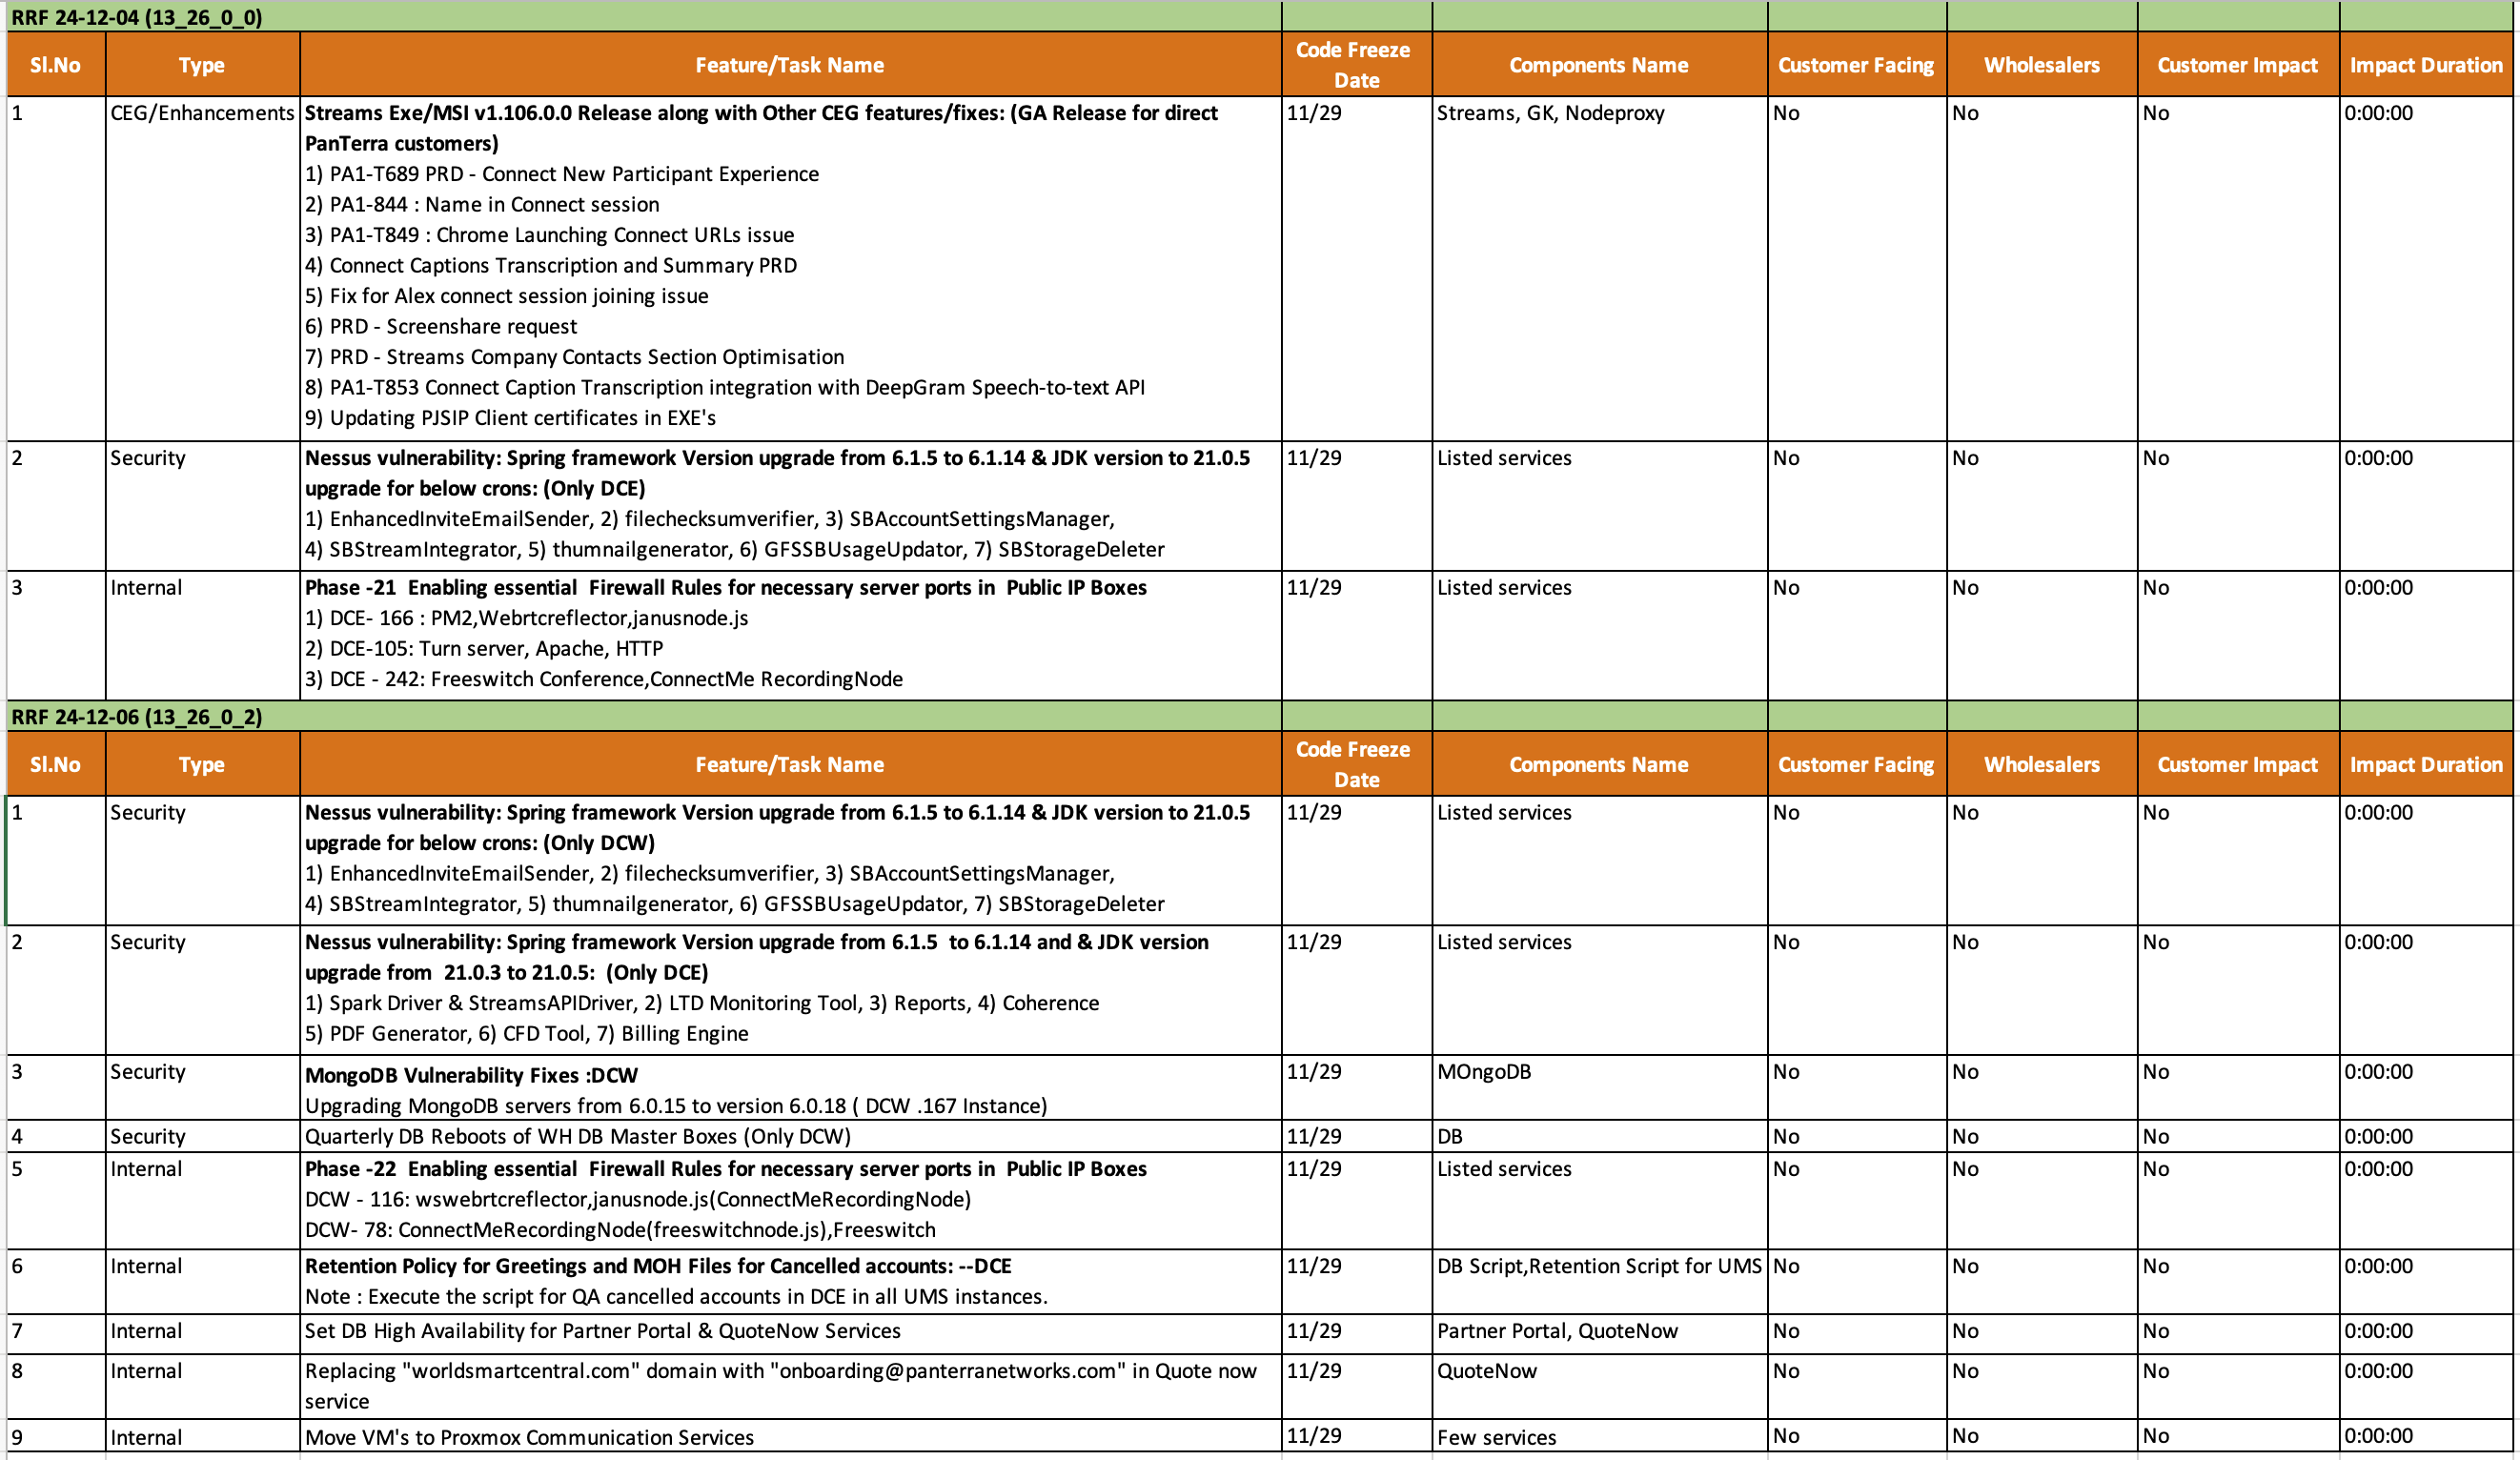 RRF 24-12-04 (13_26_0_0)
Sl.No Type Feature/Task Name Code Freeze Date Components Name Customer Facing Wholesalers Customer Impact Impact Duration
1 CEG/Enhancements Streams Exe/MSI v1.106.0.0 Release along with Other CEG features/fixes: (GA Release for direct 11/29 Streams, GK, Nodeproxy No No No 0:00:00
PanTerra customers)
1) PA1-T689 PRD - Connect New Participant Experience
2) PA1-844 : Name in Connect session
3) PA1-T849 : Chrome Launching Connect URLs issue
4) Connect Captions Transcription and Summary PRD
5) Fix for Alex connect session joining issue
6) PRD - Screenshare request
7) PRD - Streams Company Contacts Section Optimisation
8) PA1-T853 Connect Caption Transcription integration with DeepGram Speech-to-text API
9) Updating PJSIP Client certificates in EXE's
2 Security Nessus vulnerability: Spring framework Version upgrade from 6.1.5 to 6.1.14 & JDK version to 21.0.5 11/29 Listed services No No No 0:00:00
upgrade for below crons: (Only DCE)
1) EnhancedInviteEmailSender, 2) filechecksumverifier, 3) SBAccountSettingsManager,
4) SBStreamIntegrator, 5) thumnailgenerator, 6) GFSSBUsageUpdator, 7) SBStorageDeleter
3 Internal Phase -21  Enabling essential  Firewall Rules for necessary server ports in  Public IP Boxes 11/29 Listed services No No No 0:00:00
1) DCE- 166 : PM2,Webrtcreflector,janusnode.js
2) DCE-105: Turn server, Apache, HTTP
3) DCE - 242: Freeswitch Conference,ConnectMe RecordingNode
RRF 24-12-06 (13_26_0_2)
Sl.No Type Feature/Task Name Code Freeze Date Components Name Customer Facing Wholesalers Customer Impact Impact Duration
1 Security Nessus vulnerability: Spring framework Version upgrade from 6.1.5 to 6.1.14 & JDK version to 21.0.5 11/29 Listed services No No No 0:00:00
upgrade for below crons: (Only DCW)
1) EnhancedInviteEmailSender, 2) filechecksumverifier, 3) SBAccountSettingsManager,
4) SBStreamIntegrator, 5) thumnailgenerator, 6) GFSSBUsageUpdator, 7) SBStorageDeleter
2 Security Nessus vulnerability: Spring framework Version upgrade from 6.1.5  to 6.1.14 and & JDK version 11/29 Listed services No No No 0:00:00
upgrade from  21.0.3 to 21.0.5:  (Only DCE)
1) Spark Driver & StreamsAPIDriver, 2) LTD Monitoring Tool, 3) Reports, 4) Coherence
5) PDF Generator, 6) CFD Tool, 7) Billing Engine
3 Security MongoDB Vulnerability Fixes :DCW 11/29 MOngoDB No No No 0:00:00
Upgrading MongoDB servers from 6.0.15 to version 6.0.18 ( DCW .167 Instance)
4 Security Quarterly DB Reboots of WH DB Master Boxes (Only DCW) 11/29 DB No No No 0:00:00
5 Internal Phase -22  Enabling essential  Firewall Rules for necessary server ports in  Public IP Boxes 11/29 Listed services No No No 0:00:00
DCW - 116: wswebrtcreflector,janusnode.js(ConnectMeRecordingNode)
DCW- 78: ConnectMeRecordingNode(freeswitchnode.js),Freeswitch
6 Internal Retention Policy for Greetings and MOH Files for Cancelled accounts: --DCE 11/29 DB Script,Retention Script for UMS No No No 0:00:00
Note : Execute the script for QA cancelled accounts in DCE in all UMS instances.
7 Internal Set DB High Availability for Partner Portal & QuoteNow Services 11/29 Partner Portal, QuoteNow No No No 0:00:00
8 Internal Replacing "worldsmartcentral.com" domain with "onboarding@panterranetworks.com" in Quote now 11/29 QuoteNow No No No 0:00:00
service
9 Internal Move VM's to Proxmox Communication Services 11/29 Few services No No No 0:00:00